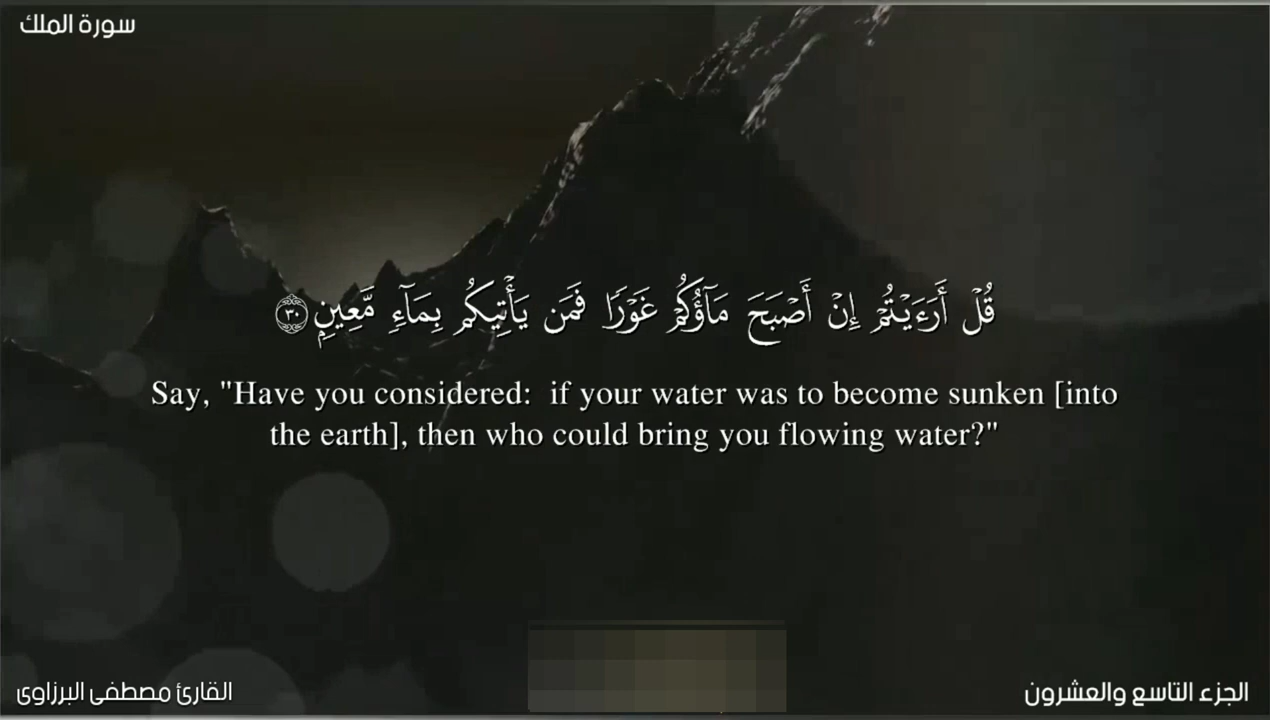 سورة الملك
قُلْ أَرَءَيْتُمْ إِنْ أَصْبَحَ مَآؤُكُمْ غَوْرًا فَمَن يَأْتِيكُم بِمَآءٍ مَّعِينٍۭ ٣٠
Say, "Have you considered: if your water was to become sunken [into
the earth], then who could bring you flowing water?"
الجزء التاسع والعشرون
القارئ مصطفى البرزاوى